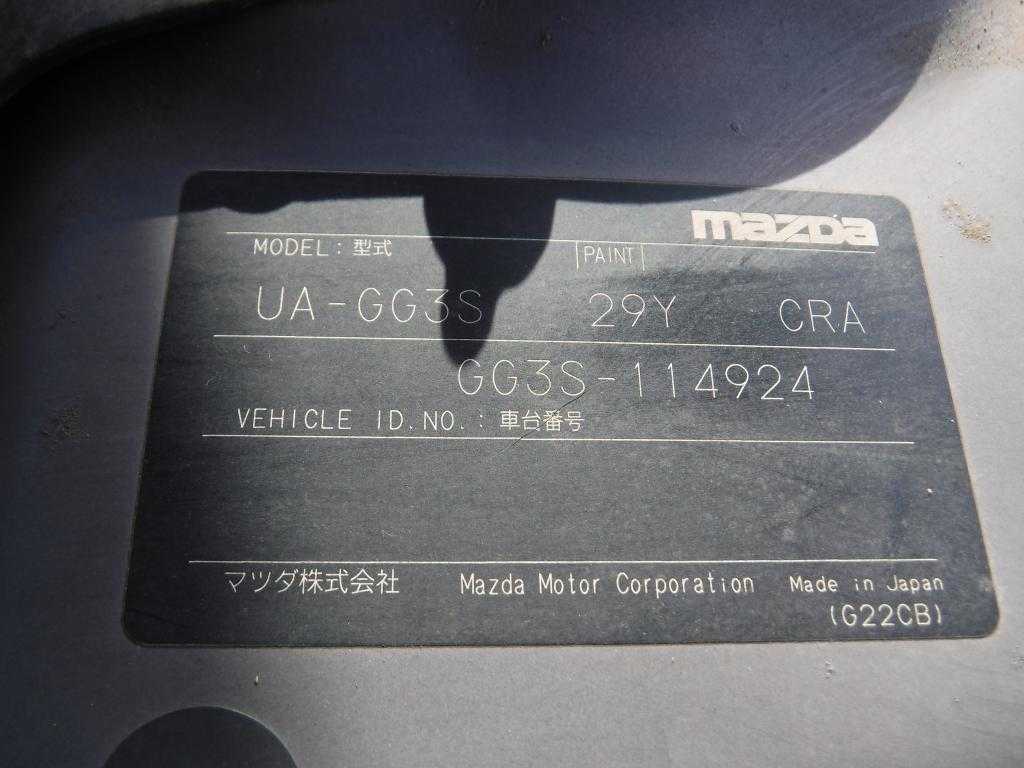 mazda
MODEL : 型式 PAINT
UA-GG3S 29Y CRA
GG3S-114924
VEHICLE ID.NO.: 車台番号
マツダ株式会社 Mazda Motor Corporation Made in Japan
(G22CB)